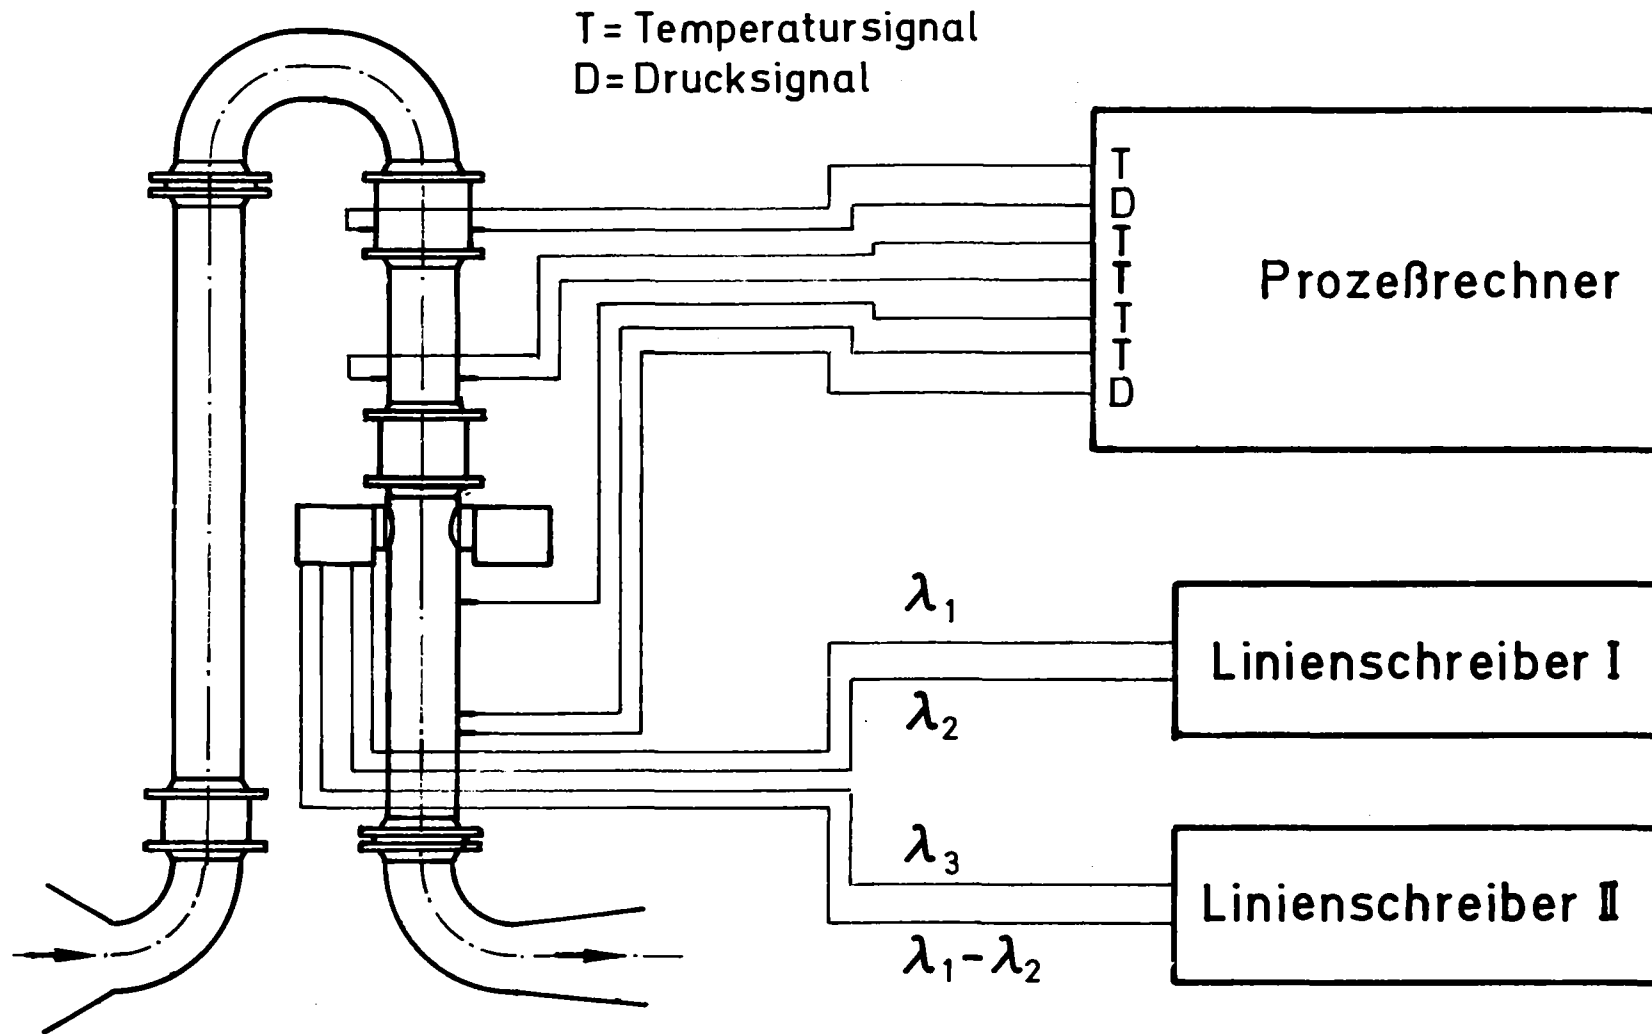 T= Temperatursignal
D= Drucksignal
T
D
T
T
T
T
D
Prozeßrechner
λ₁
λ₂
Linienschreiber I
λ₃
λ₁-λ₂
Linienschreiber II